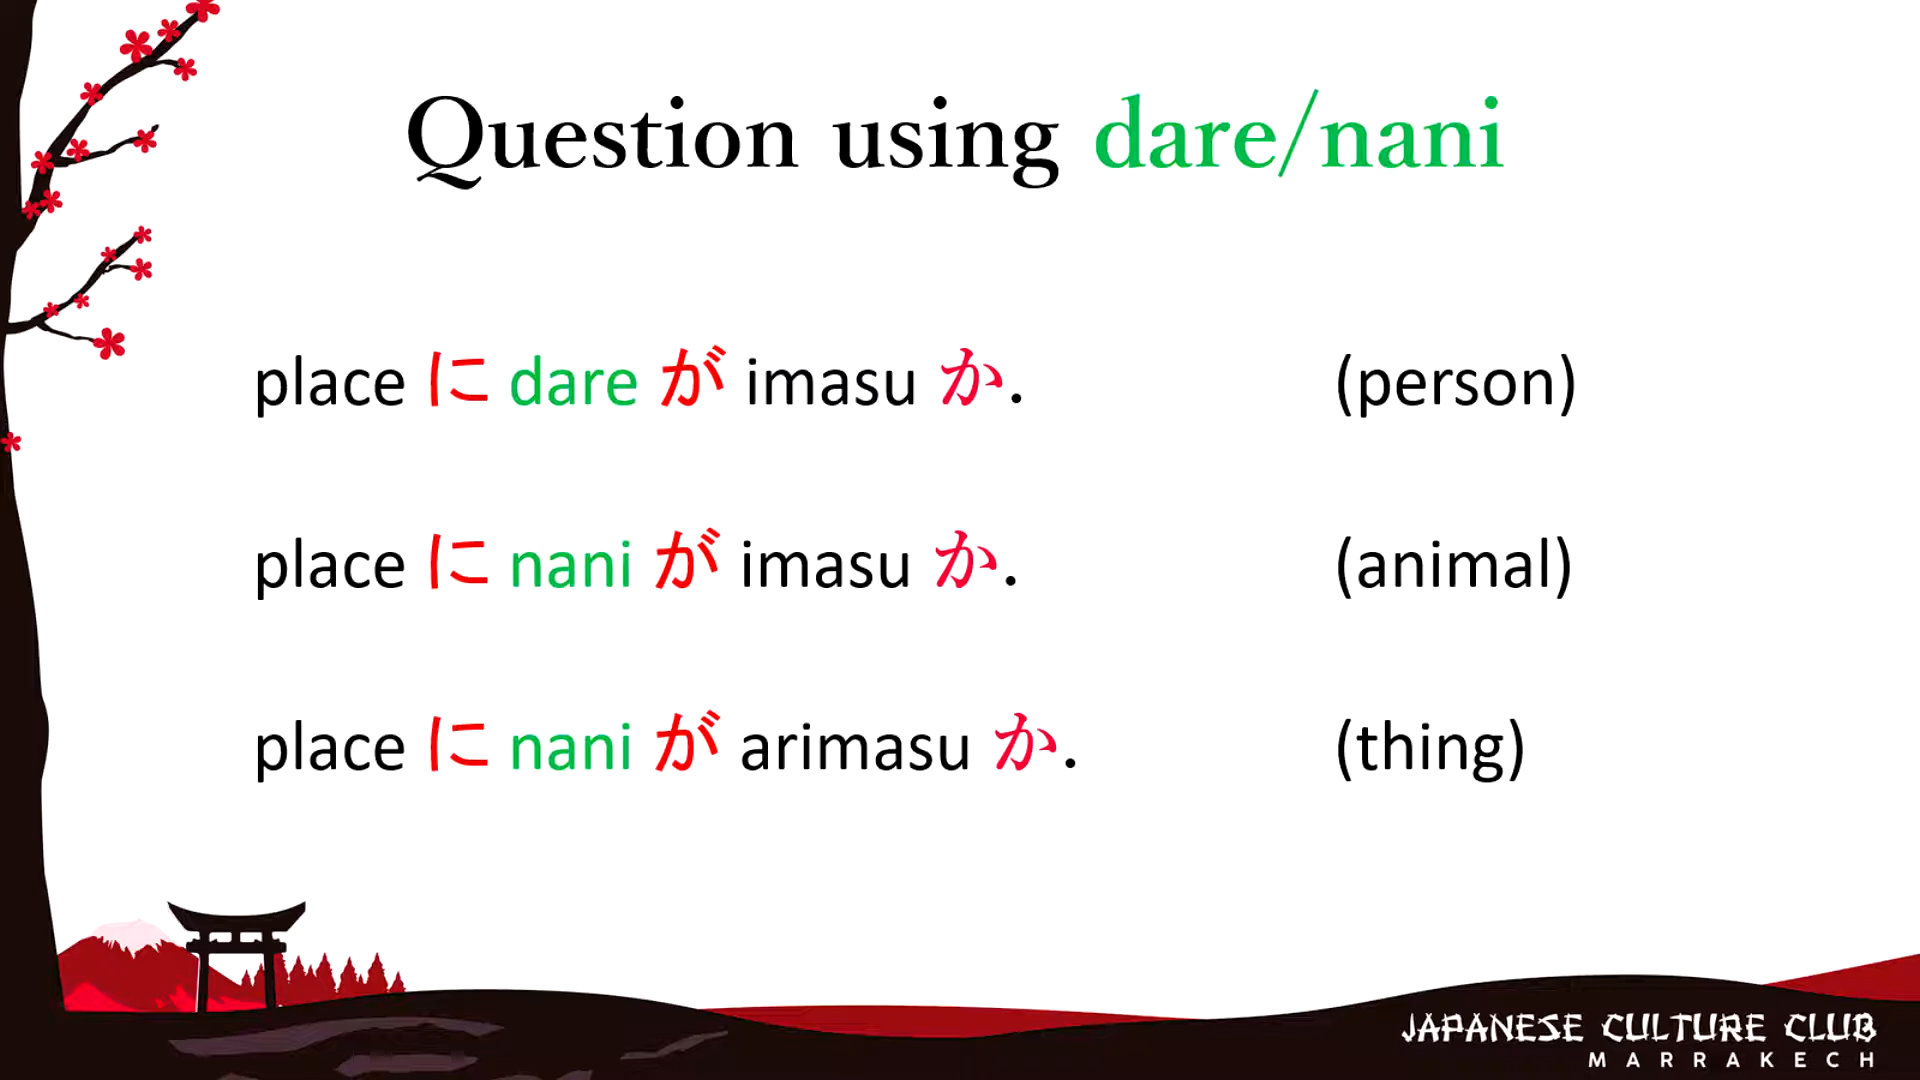 Question using dare/nani
place に dare が imasu か. (person)
place に nani が imasu か. (animal)
place に nani が arimasu か. (thing)
JAPANESE CULTURE CLUB
MARRAKECH